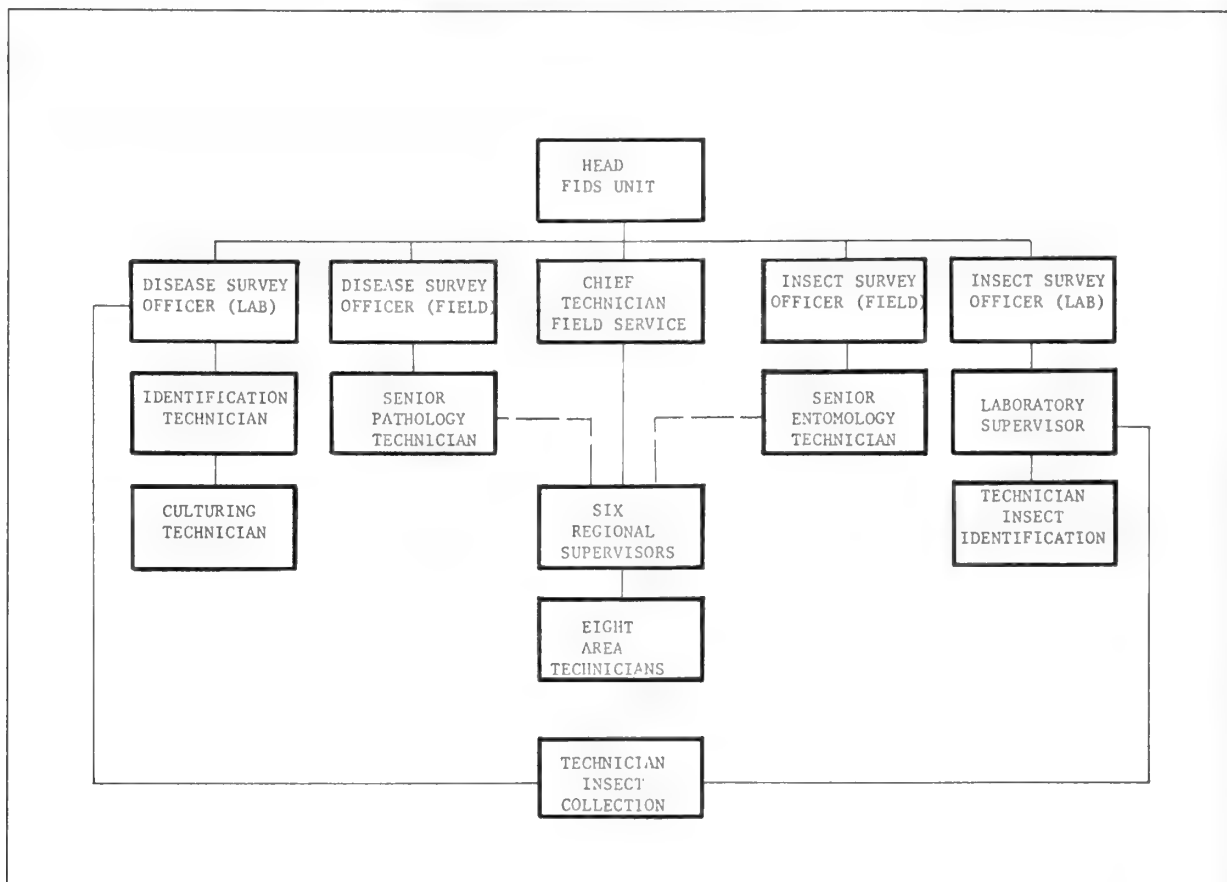 HEAD
FIDS UNIT
DISEASE SURVEY
OFFICER (LAB)
DISEASE SURVEY
OFFICER (FIELD)
CHIEF
TECHNICIAN
FIELD SERVICE
INSECT SURVEY
OFFICER (FIELD)
INSECT SURVEY
OFFICER (LAB)
IDENTIFICATION
TECHNICIAN
SENIOR
PATHOLOGY
TECHNICIAN
SENIOR
ENTOMOLOGY
TECHNICIAN
LABORATORY
SUPERVISOR
CULTURING
TECHNICIAN
SIX
REGIONAL
SUPERVISORS
TECHNICIAN
INSECT
IDENTIFICATION
EIGHT
AREA
TECHNICIANS
TECHNICIAN
INSECT
COLLECTION